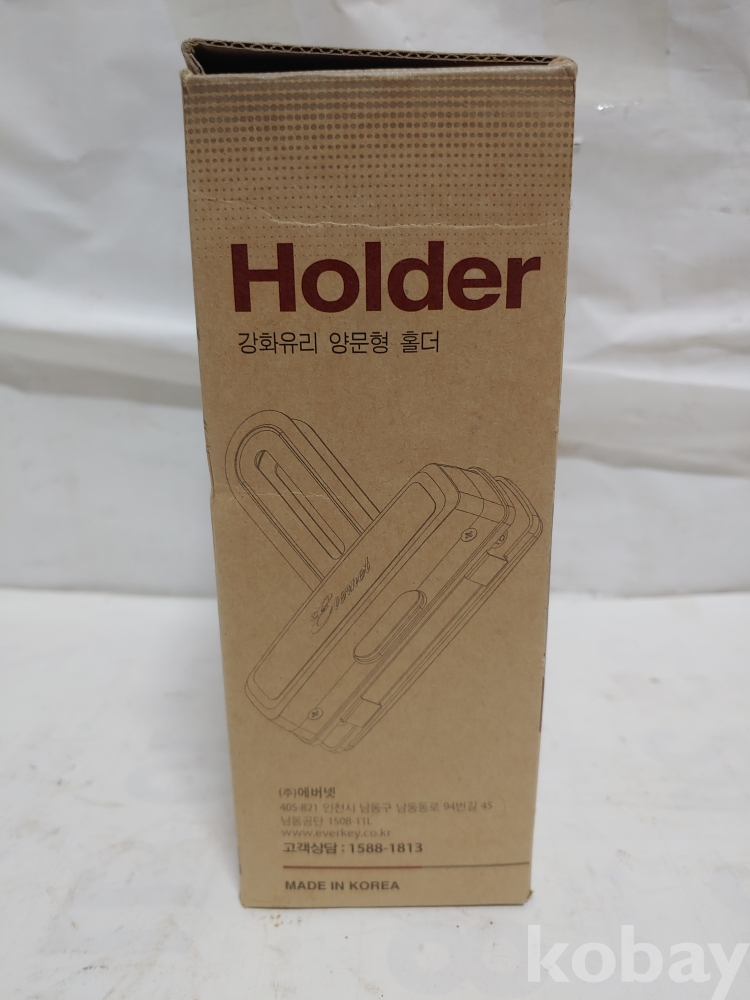 Holder
강화유리 양문형 홀더
Evernet
(주)에버넷
405-821 인천시 남동구 남동동로 94번길 45
남동공단 150B-11L
www.everkey.co.kr
고객상담 : 1588-1813
MADE IN KOREA
kobay